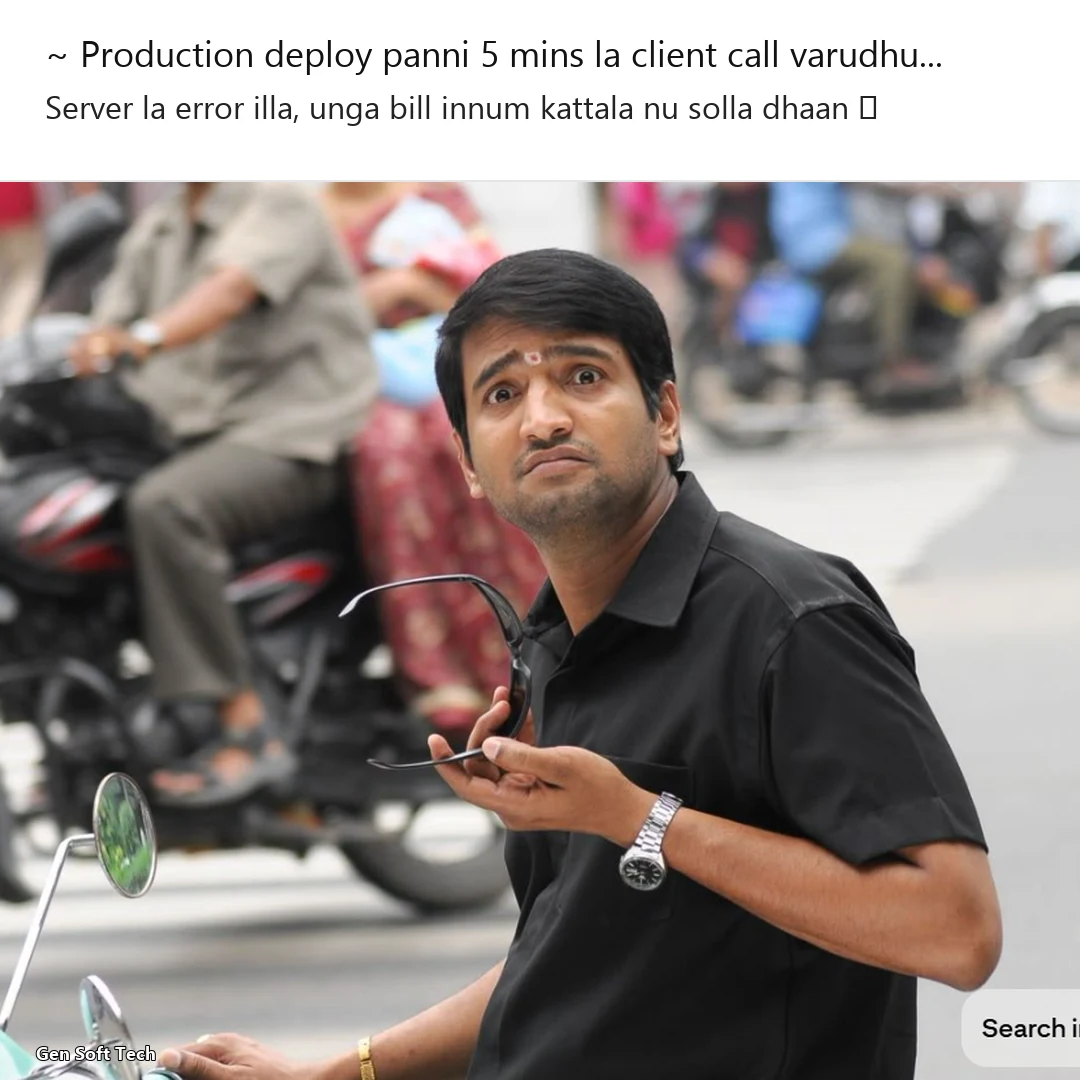 ~ Production deploy panni 5 mins la client call varudhu...
Server la error illa, unga bill innum kattala nu solla dhaan
Gen Soft Tech
Search